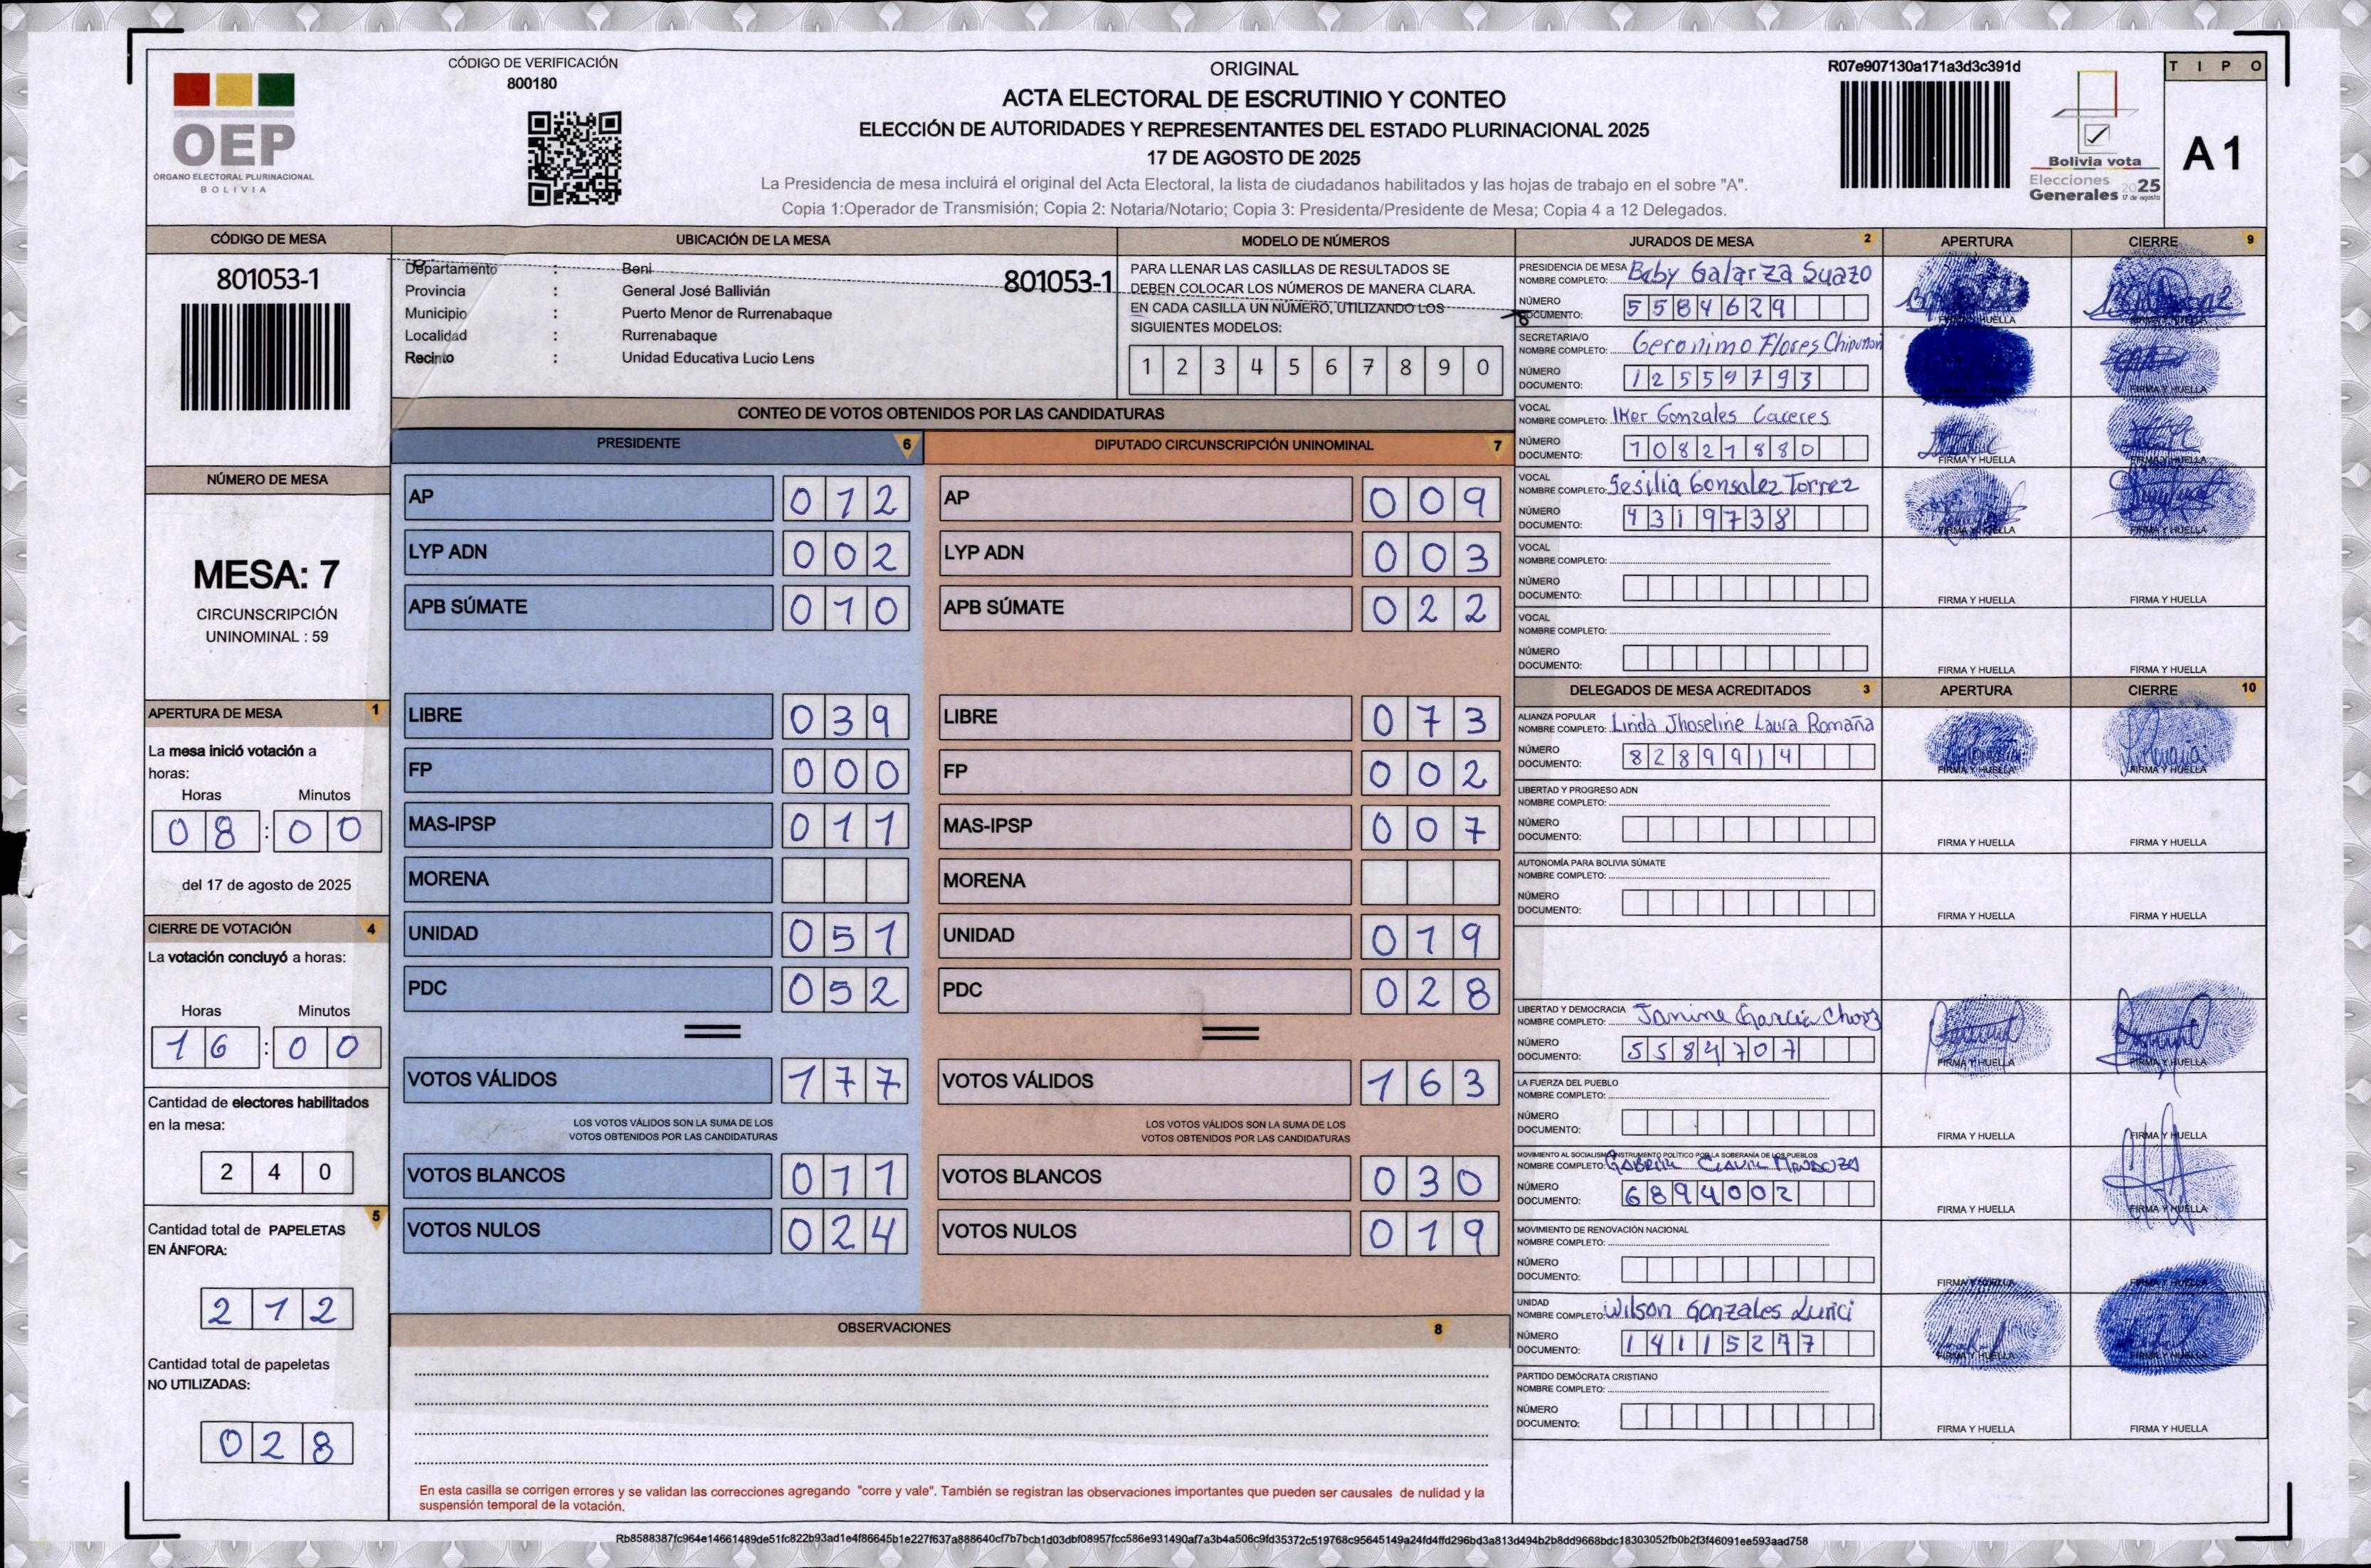 CÓDIGO DE VERIFICACIÓN
800180
OEP
ÓRGANO ELECTORAL PLURINACIONAL
BOLIVIA
ORIGINAL
ACTA ELECTORAL DE ESCRUTINIO Y CONTEO
ELECCIÓN DE AUTORIDADES Y REPRESENTANTES DEL ESTADO PLURINACIONAL 2025
17 DE AGOSTO DE 2025
La Presidencia de mesa incluirá el original del Acta Electoral, la lista de ciudadanos habilitados y las hojas de trabajo en el sobre "A".
Copia 1:Operador de Transmisión; Copia 2: Notaria/Notario; Copia 3: Presidenta/Presidente de Mesa; Copia 4 a 12 Delegados.
R07e907130a171a3d3c391d
Bolivia vota
Elecciones
Generales 2025
17 de agosto
TIPO
A 1
CÓDIGO DE MESA
801053-1
NÚMERO DE MESA
MESA: 7
CIRCUNSCRIPCIÓN
UNINOMINAL : 59
APERTURA DE MESA 1
La mesa inició votación a
horas:
Horas Minutos
08 : 00
del 17 de agosto de 2025
CIERRE DE VOTACIÓN 4
La votación concluyó a horas:
Horas Minutos
16 : 00
Cantidad de electores habilitados
en la mesa:
240
5
Cantidad total de PAPELETAS
EN ÁNFORA:
212
Cantidad total de papeletas
NO UTILIZADAS:
028
UBICACIÓN DE LA MESA
Departamento : Beni
Provincia : General José Ballivián
Municipio : Puerto Menor de Rurrenabaque
Localidad : Rurrenabaque
Recinto : Unidad Educativa Lucio Lens
801053-1
MODELO DE NÚMEROS
PARA LLENAR LAS CASILLAS DE RESULTADOS SE
DEBEN COLOCAR LOS NÚMEROS DE MANERA CLARA.
EN CADA CASILLA UN NÚMERO, UTILIZANDO LOS
SIGUIENTES MODELOS:
1 2 3 4 5 6 7 8 9 0
CONTEO DE VOTOS OBTENIDOS POR LAS CANDIDATURAS
PRESIDENTE 6
AP 012
LYP ADN 002
APB SÚMATE 010
LIBRE 039
FP 000
MAS-IPSP 011
MORENA
UNIDAD 051
PDC 052
VOTOS VÁLIDOS 177
LOS VOTOS VÁLIDOS SON LA SUMA DE LOS
VOTOS OBTENIDOS POR LAS CANDIDATURAS
VOTOS BLANCOS 011
VOTOS NULOS 024
DIPUTADO CIRCUNSCRIPCIÓN UNINOMINAL 7
AP 009
LYP ADN 003
APB SÚMATE 022
LIBRE 073
FP 002
MAS-IPSP 007
MORENA
UNIDAD 019
PDC 028
VOTOS VÁLIDOS 163
LOS VOTOS VÁLIDOS SON LA SUMA DE LOS
VOTOS OBTENIDOS POR LAS CANDIDATURAS
VOTOS BLANCOS 030
VOTOS NULOS 019
OBSERVACIONES 8
En esta casilla se corrigen errores y se validan las correcciones agregando "corre y vale". También se registran las observaciones importantes que pueden ser causales de nulidad y la
suspensión temporal de la votación.
JURADOS DE MESA 2 APERTURA CIERRE 9
PRESIDENCIA DE MESA
NOMBRE COMPLETO: Baby Galarza Suazo
NÚMERO
DOCUMENTO: 5584629
FIRMA Y HUELLA FIRMA Y HUELLA
SECRETARIA/O
NOMBRE COMPLETO: Geronimo Flores
NÚMERO
DOCUMENTO: 12559793
FIRMA Y HUELLA
VOCAL
NOMBRE COMPLETO: Iker Gonzales Caceres
NÚMERO
DOCUMENTO: 10821880
FIRMA Y HUELLA FIRMA Y HUELLA
VOCAL
NOMBRE COMPLETO: Sesilia Gonsalez Torrez
NÚMERO
DOCUMENTO: 4319738
FIRMA Y HUELLA FIRMA Y HUELLA
VOCAL
NOMBRE COMPLETO:
NÚMERO
DOCUMENTO:
FIRMA Y HUELLA FIRMA Y HUELLA
VOCAL
NOMBRE COMPLETO:
NÚMERO
DOCUMENTO:
FIRMA Y HUELLA FIRMA Y HUELLA
DELEGADOS DE MESA ACREDITADOS 3 APERTURA CIERRE 10
ALIANZA POPULAR
NOMBRE COMPLETO: Linda Jhoseline Laura Romaña
NÚMERO
DOCUMENTO: 8289914
FIRMA Y HUELLA FIRMA Y HUELLA
LIBERTAD Y PROGRESO ADN
NOMBRE COMPLETO:
NÚMERO
DOCUMENTO:
FIRMA Y HUELLA FIRMA Y HUELLA
AUTONOMÍA PARA BOLIVIA SÚMATE
NOMBRE COMPLETO:
NÚMERO
DOCUMENTO:
FIRMA Y HUELLA FIRMA Y HUELLA
LIBERTAD Y DEMOCRACIA
NOMBRE COMPLETO: Janine Garcia
NÚMERO
DOCUMENTO: 5584707
FIRMA Y HUELLA FIRMA Y HUELLA
LA FUERZA DEL PUEBLO
NOMBRE COMPLETO:
NÚMERO
DOCUMENTO:
FIRMA Y HUELLA FIRMA Y HUELLA
MOVIMIENTO AL SOCIALISMO INSTRUMENTO POLÍTICO POR LA SOBERANÍA DE LOS PUEBLOS
NOMBRE COMPLETO: Mendoza
NÚMERO
DOCUMENTO: 6894002
FIRMA Y HUELLA FIRMA Y HUELLA
MOVIMIENTO DE RENOVACIÓN NACIONAL
NOMBRE COMPLETO:
NÚMERO
DOCUMENTO:
FIRMA Y HUELLA FIRMA Y HUELLA
UNIDAD
NOMBRE COMPLETO: Wilson Gonzales Lurici
NÚMERO
DOCUMENTO: 14115277
FIRMA Y HUELLA FIRMA Y HUELLA
PARTIDO DEMÓCRATA CRISTIANO
NOMBRE COMPLETO:
NÚMERO
DOCUMENTO:
FIRMA Y HUELLA FIRMA Y HUELLA